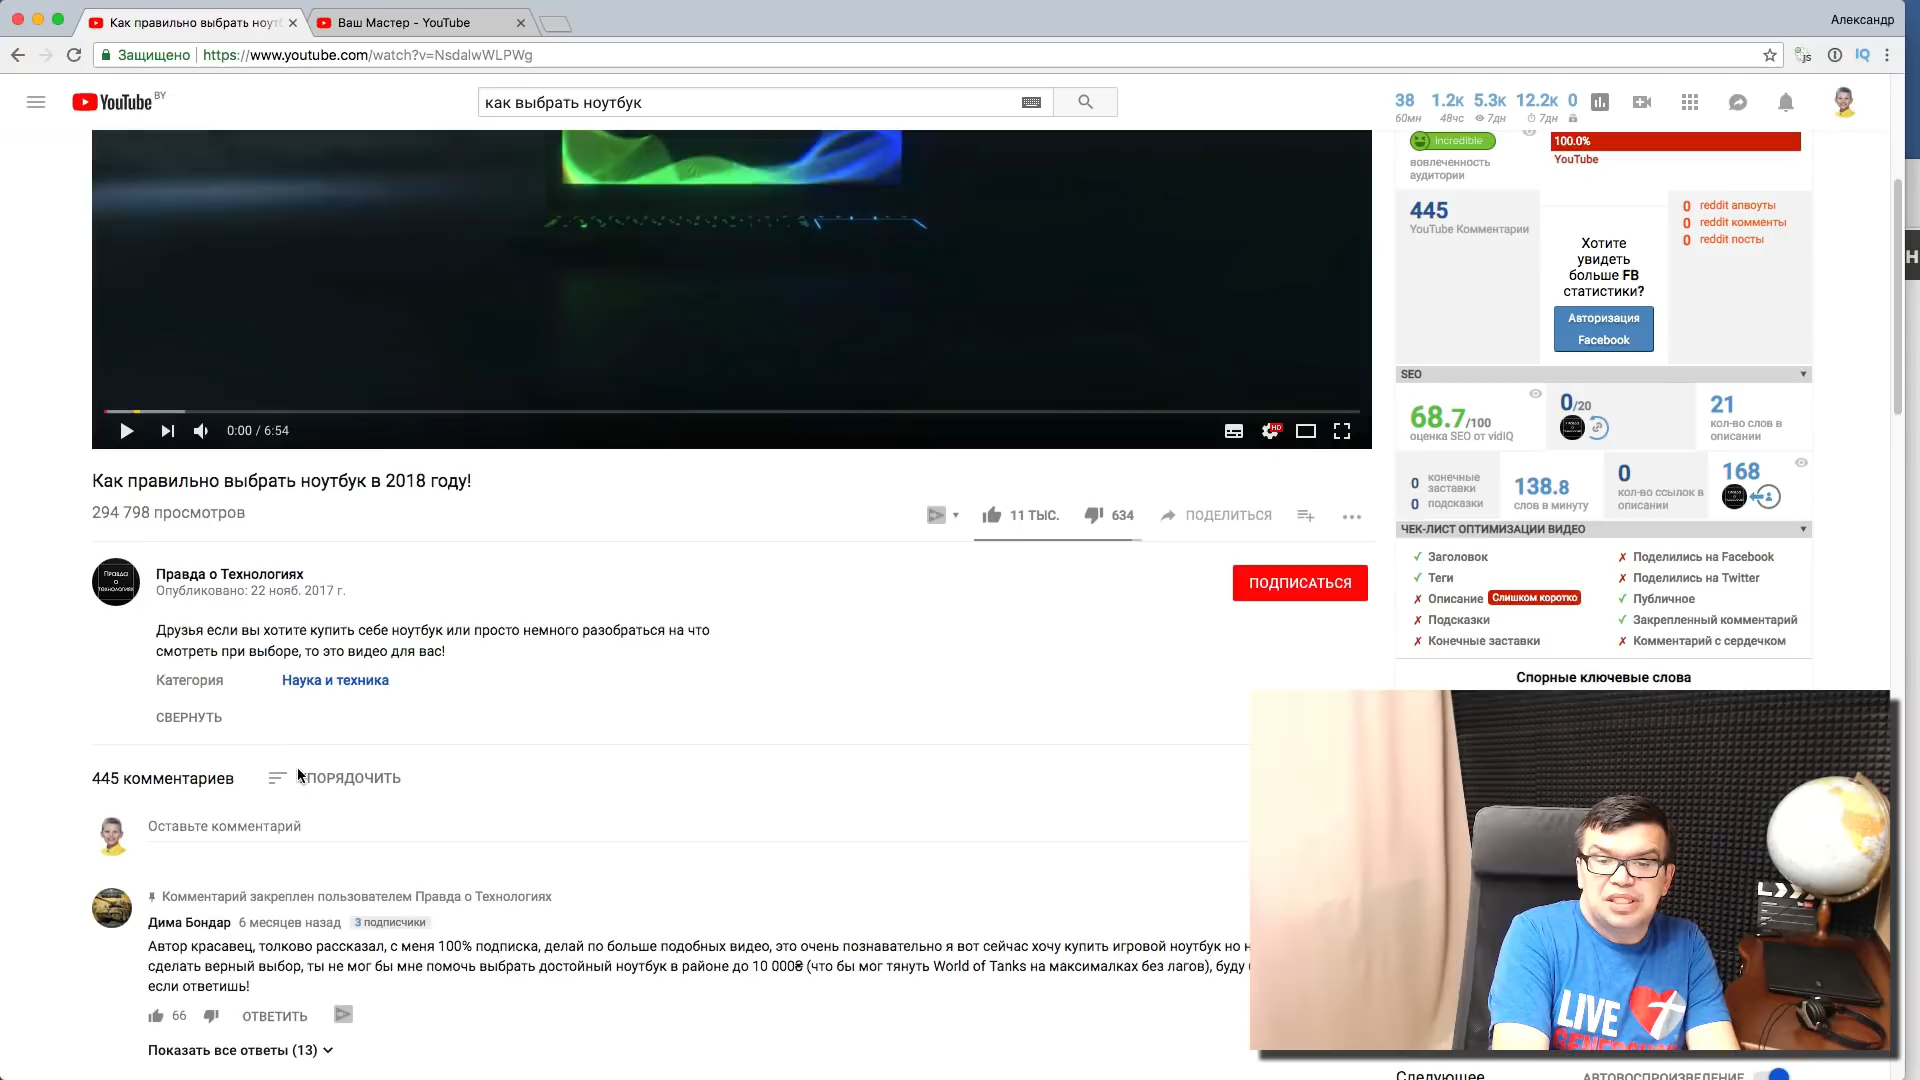 Как правильно выбрать ноут
Ваш Мастер - YouTube
Александр
Защищено
https://www.youtube.com/watch?v=NsdalwWLPWg
YouTube BY
как выбрать ноутбук
38 1.2к 5.3к 12.2к 0
60мн 48чс 7дн 7дн
Incredible
вовлеченность
аудитории
100.0%
YouTube
445
YouTube Комментарии
Хотите
увидеть
больше FB
статистики?
Авторизация
Facebook
0 reddit апвоуты
0 reddit комменты
0 reddit посты
SEO
68.7/100
оценка SEO от vidIQ
0/20
21
кол-во слов в
описании
0 конечные
заставки
0 подсказки
138.8
слов в минуту
0
кол-во ссылок в
описании
168
ЧЕК-ЛИСТ ОПТИМИЗАЦИИ ВИДЕО
✓ Заголовок
✓ Теги
✗ Описание Слишком коротко
✗ Подсказки
✗ Конечные заставки
✗ Поделились на Facebook
✗ Поделились на Twitter
✓ Публичное
✓ Закрепленный комментарий
✗ Комментарий с сердечком
Спорные ключевые слова
0:00 / 6:54
HD
Как правильно выбрать ноутбук в 2018 году!
294 798 просмотров
11 ТЫС.
634
ПОДЕЛИТЬСЯ
Правда
о
Технологиях
Правда о Технологиях
Опубликовано: 22 нояб. 2017 г.
ПОДПИСАТЬСЯ
Друзья если вы хотите купить себе ноутбук или просто немного разобраться на что
смотреть при выборе, то это видео для вас!
Категория
Наука и техника
СВЕРНУТЬ
445 комментариев
ПОРЯДОЧИТЬ
Оставьте комментарий
Комментарий закреплен пользователем Правда о Технологиях
Дима Бондар 6 месяцев назад 3 подписчики
Автор красавец, толково рассказал, с меня 100% подписка, делай по больше подобных видео, это очень познавательно я вот сейчас хочу купить игровой ноутбук но н
сделать верный выбор, ты не мог бы мне помочь выбрать достойный ноутбук в районе до 10 000₴ (что бы мог тянуть World of Tanks на максималках без лагов), буду
если ответишь!
66
ОТВЕТИТЬ
Показать все ответы (13)
LIVE
Следующее
АВТОВОСПРОИЗВЕДЕНИЕ